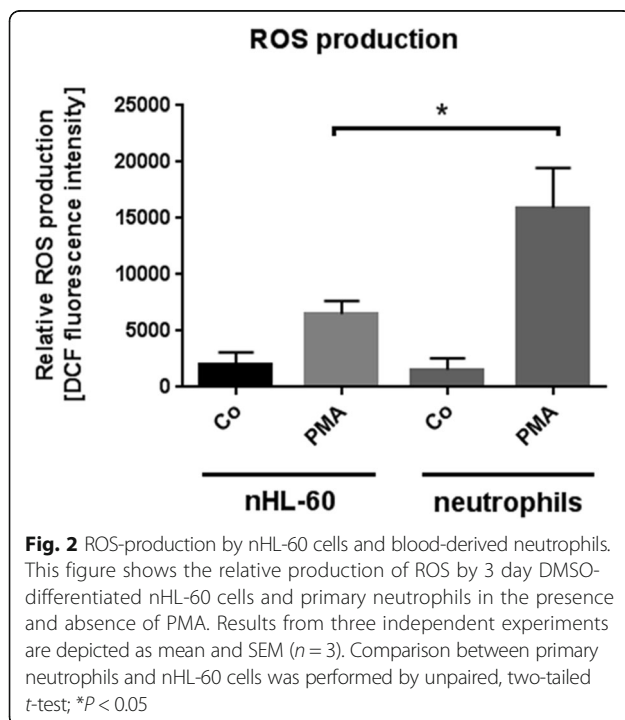 ROS production
Relative ROS production
[DCF fluorescence intensity]
25000
20000
15000
10000
5000
0
*
Co
PMA
Co
PMA
nHL-60
neutrophils
Fig. 2 ROS-production by nHL-60 cells and blood-derived neutrophils.
This figure shows the relative production of ROS by 3 day DMSO-
differentiated nHL-60 cells and primary neutrophils in the presence
and absence of PMA. Results from three independent experiments
are depicted as mean and SEM (n = 3). Comparison between primary
neutrophils and nHL-60 cells was performed by unpaired, two-tailed
t-test; *P < 0.05